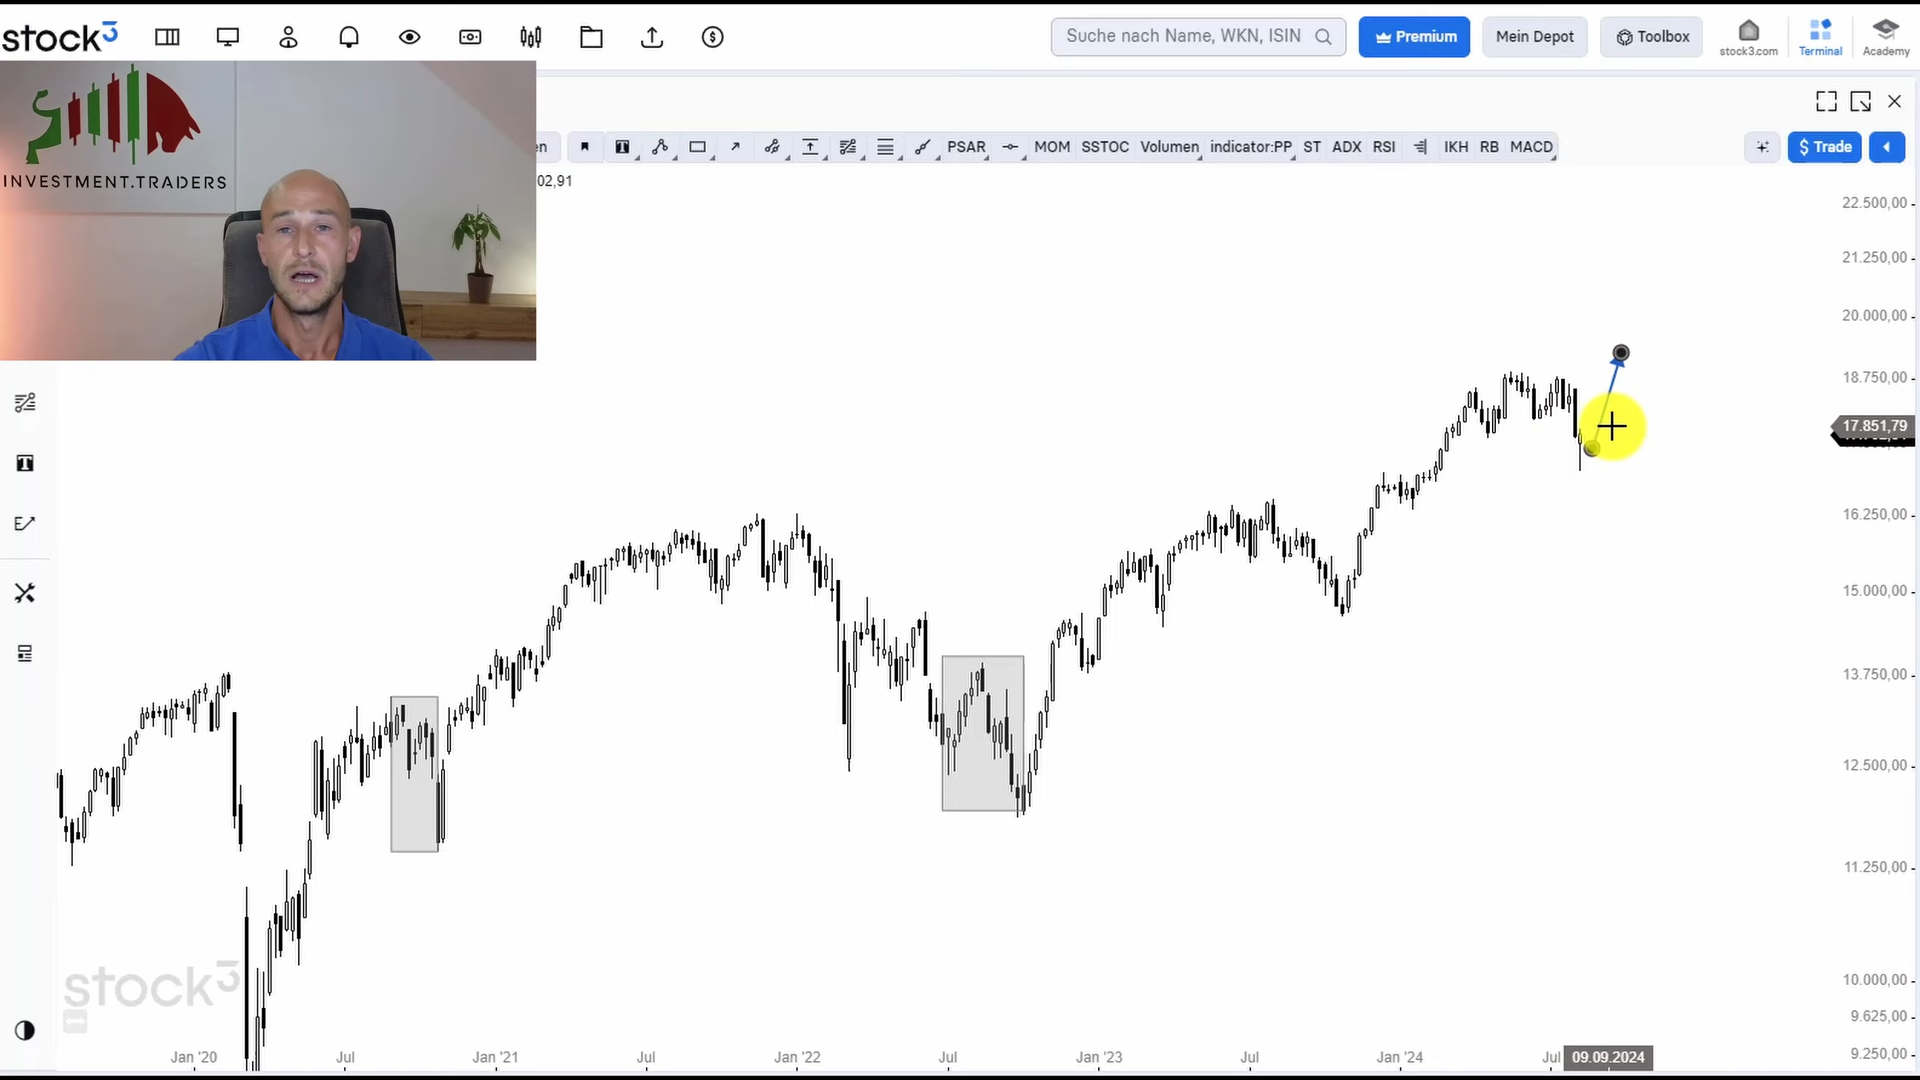 stock3
Suche nach Name, WKN, ISIN
Premium
Mein Depot
Toolbox
stock3.com
Terminal
Academy
INVESTMENT.TRADERS
en
PSAR
MOM
SSTOC
Volumen
indicator:PP
ST
ADX
RSI
IKH
RB
MACD
$ Trade
02,91
22.500,00
21.250,00
20.000,00
18.750,00
17.851,79
16.250,00
15.000,00
13.750,00
12.500,00
11.250,00
10.000,00
9.625,00
9.250,00
stock3
Jan '20
Jul
Jan '21
Jul
Jan '22
Jul
Jan '23
Jul
Jan '24
Jul
09.09.2024